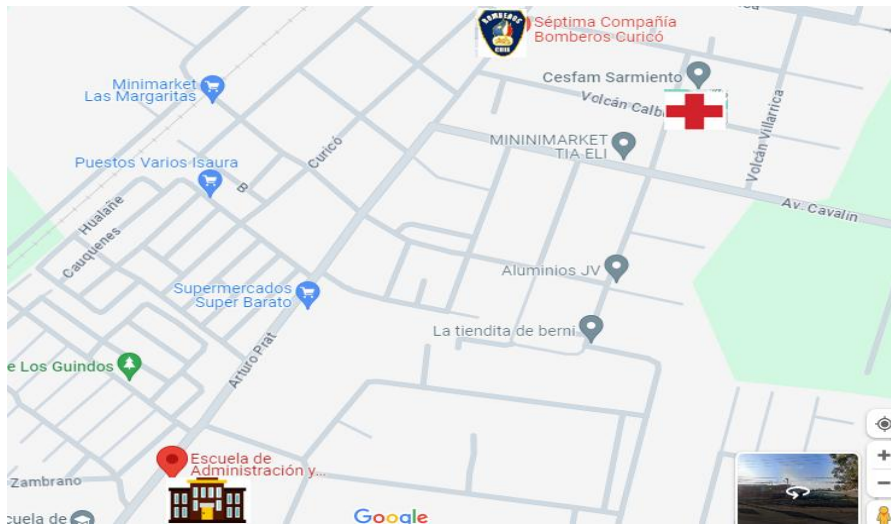 Séptima Compañía
Bomberos Curicó
BOMBEROS
CHILE
Cesfam Sarmiento
Minimarket
Las Margaritas
Volcán Calb
Volcán Villarrica
MININIMARKET
TIA ELI
Curicó
Puestos Varios Isaura
B
Hualañe
Av. Cavalin
Cauquenes
Aluminios JV
Supermercados
Super Barato
La tiendita de berni
Arturo Prat
e Los Guindos
Escuela de
Administración y...
Zambrano
cuela de
Google